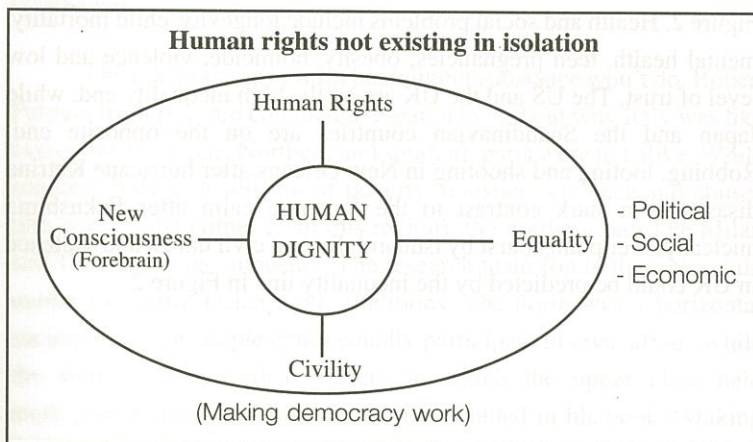 Human rights not existing in isolation
Human Rights
New
Consciousness
(Forebrain)
HUMAN
DIGNITY
Equality
- Political
- Social
- Economic
Civility
(Making democracy work)